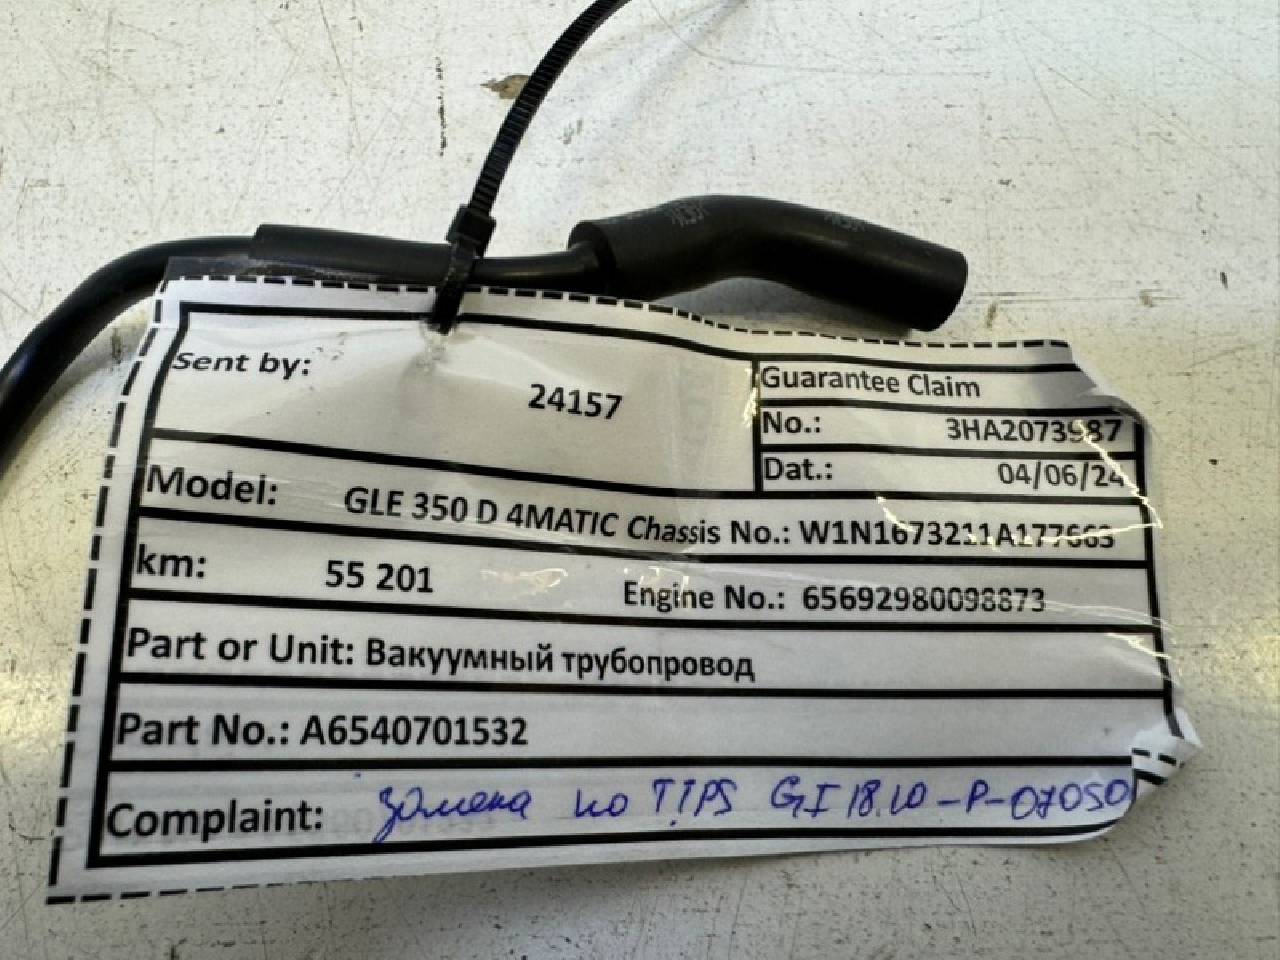 Sent by: 24157
Guarantee Claim
No.: 3HA2073987
Dat.: 04/06/24
Model: GLE 350 D 4MATIC Chassis No.: W1N1673211A177663
km: 55 201 Engine No.: 65692980098873
Part or Unit: Вакуумный трубопровод
Part No.: A6540701532
Complaint: замена по TIPS GI 18.10-P-07050